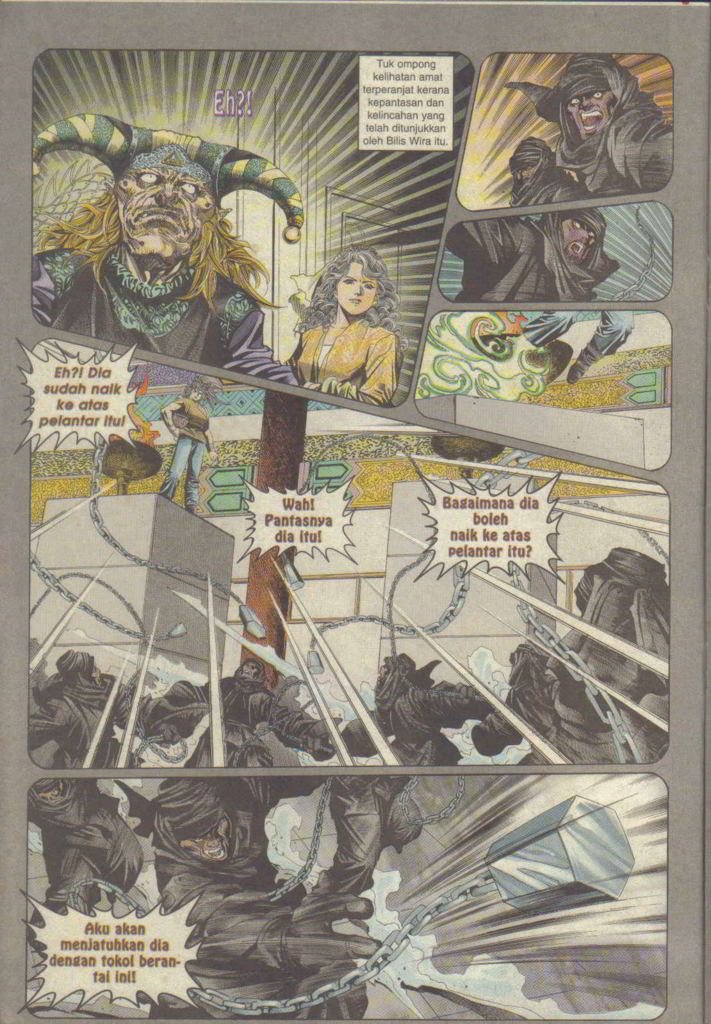 Eh?!
Tuk ompong
kelihatan amat
terperanjat kerana
kepantasan dan
kelincahan yang
telah ditunjukkan
oleh Bilis Wira itu.
Eh?! Dia
sudah naik
ke atas
pelantar itu!
Wah!
Pantasnya
dia itu!
Bagaimana dia
boleh
naik ke atas
pelantar itu?
Aku akan
menjatuhkan dia
dengan tokol beran-
tai ini!